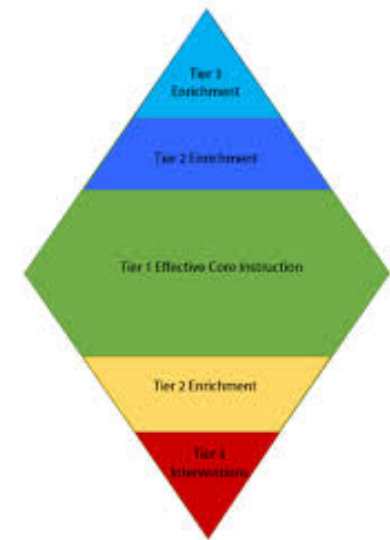 Tier 3
Enrichment
Tier 2 Enrichment
Tier 1 Effective Core Instruction
Tier 2 Enrichment
Tier 3
Interventions